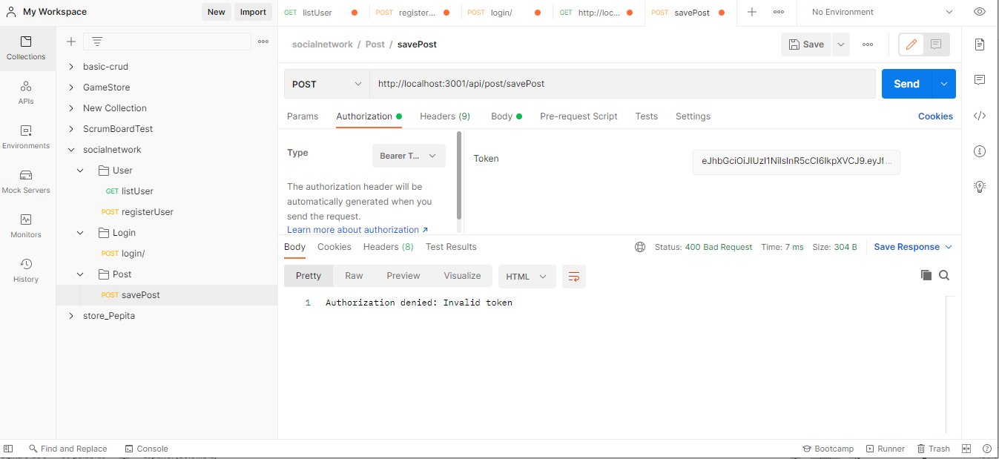 My Workspace
New
Import
GET listUser
POST register...
POST login/
GET http://loc...
POST savePost
No Environment
Collections
APIs
Environments
Mock Servers
Monitors
History
basic-crud
GameStore
New Collection
ScrumBoardTest
socialnetwork
User
GET listUser
POST registerUser
Login
POST login/
Post
POST savePost
store_Pepita
socialnetwork / Post / savePost
Save
POST
http://localhost:3001/api/post/savePost
Send
Params
Authorization
Headers (9)
Body
Pre-request Script
Tests
Settings
Cookies
Type
Bearer T...
The authorization header will be
automatically generated when you
send the request.
Learn more about authorization ↗
Token
eJhbGciOiJIUzI1NiIsInR5cCI6IkpXVCJ9.eyJf...
Body
Cookies
Headers (8)
Test Results
Status: 400 Bad Request
Time: 7 ms
Size: 304 B
Save Response
Pretty
Raw
Preview
Visualize
HTML
1 Authorization denied: Invalid token
Find and Replace
Console
Bootcamp
Runner
Trash